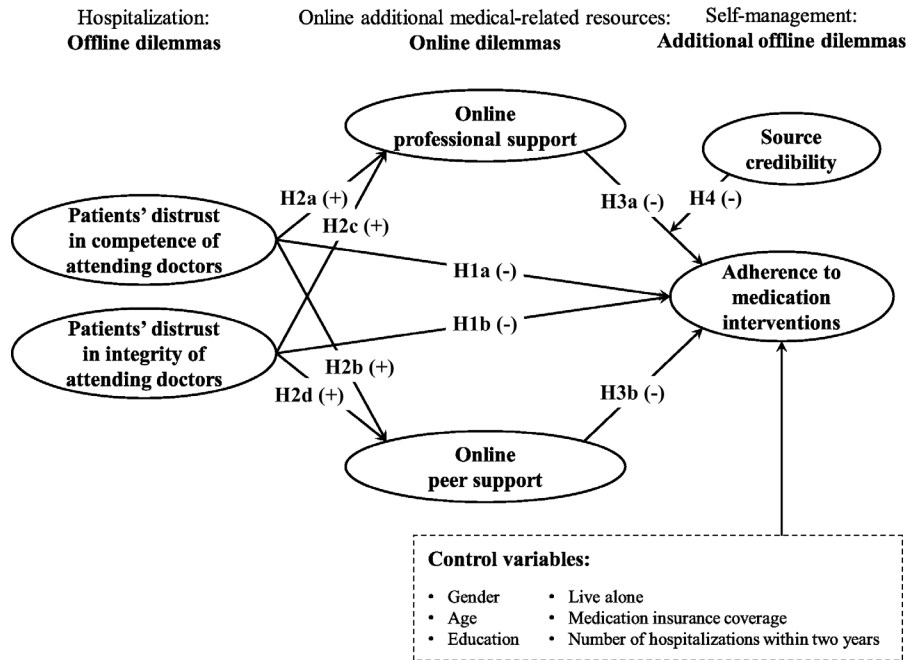 Hospitalization:
Offline dilemmas
Online additional medical-related resources:
Online dilemmas
Self-management:
Additional offline dilemmas
Online
professional support
Source
credibility
H2a (+)
H3a (-)
H4 (-)
Patients’ distrust
in competence of
attending doctors
H2c (+)
H1a (-)
Adherence to
medication
interventions
H1b (-)
Patients’ distrust
in integrity of
attending doctors
H2b (+)
H2d (+)
H3b (-)
Online
peer support
Control variables:
• Gender
• Age
• Education
• Live alone
• Medication insurance coverage
• Number of hospitalizations within two years